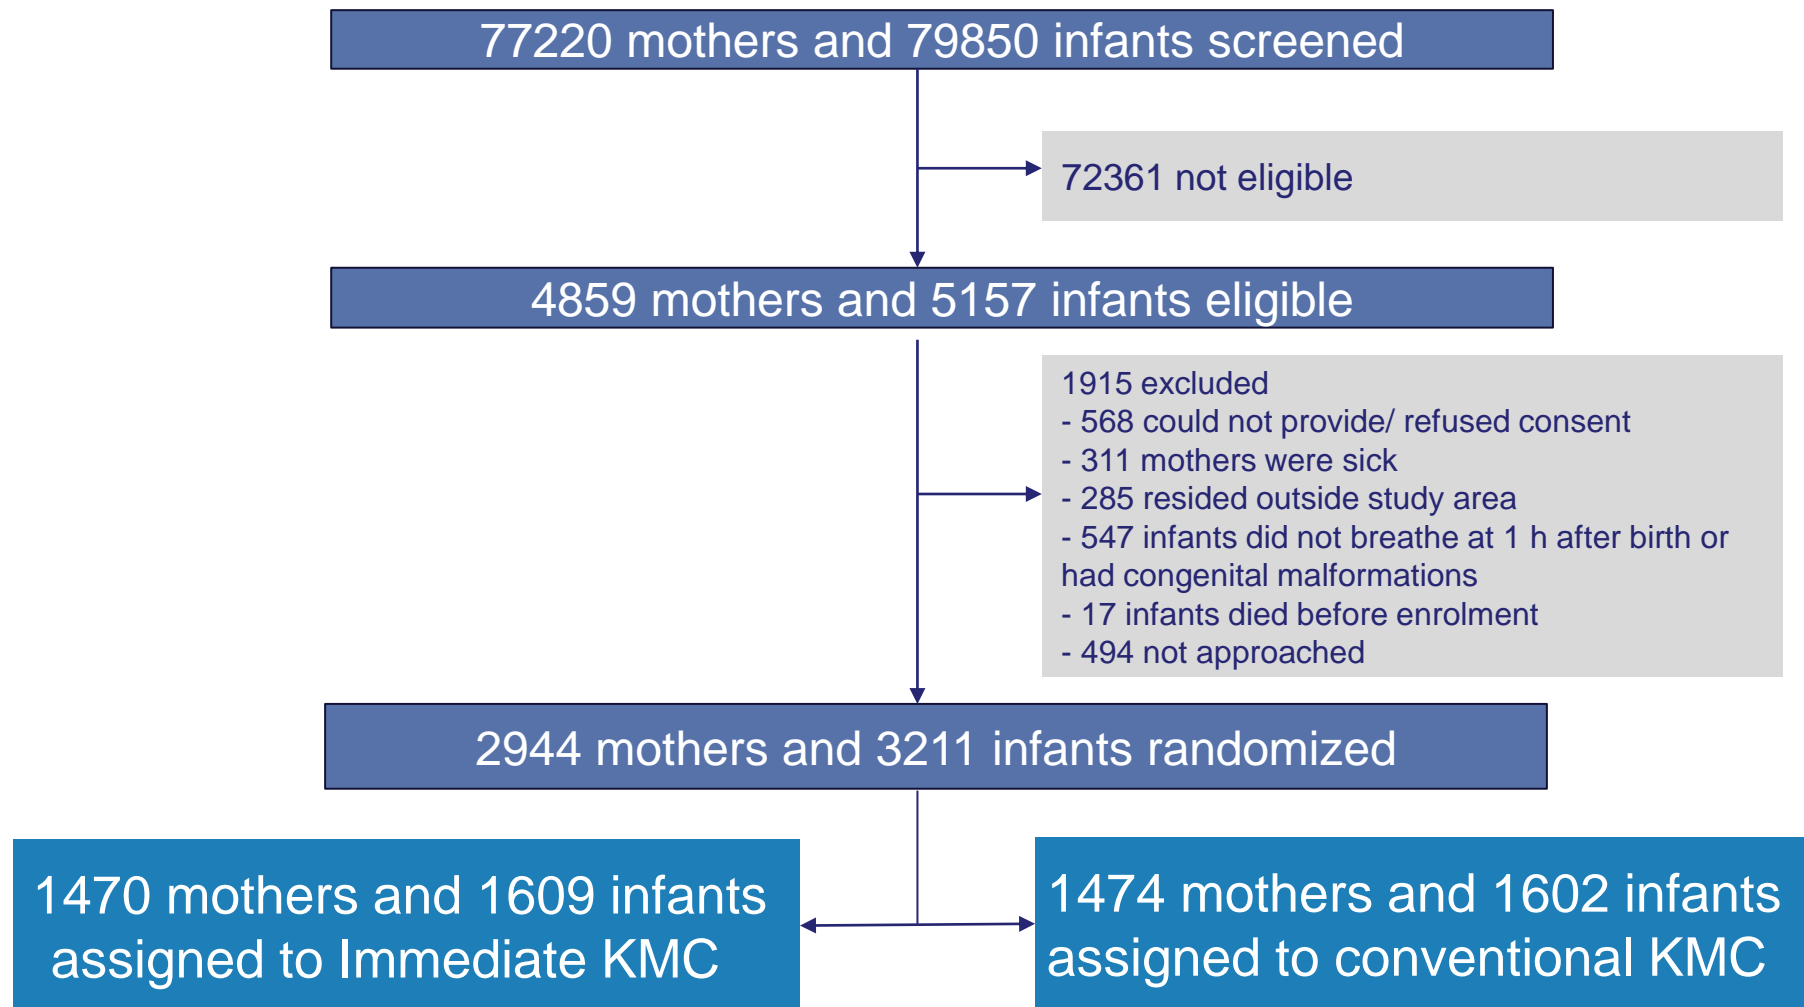 77220 mothers and 79850 infants screened
72361 not eligible
4859 mothers and 5157 infants eligible
1915 excluded
- 568 could not provide/ refused consent
- 311 mothers were sick
- 285 resided outside study area
- 547 infants did not breathe at 1 h after birth or
had congenital malformations
- 17 infants died before enrolment
- 494 not approached
2944 mothers and 3211 infants randomized
1470 mothers and 1609 infants
assigned to Immediate KMC
1474 mothers and 1602 infants
assigned to conventional KMC